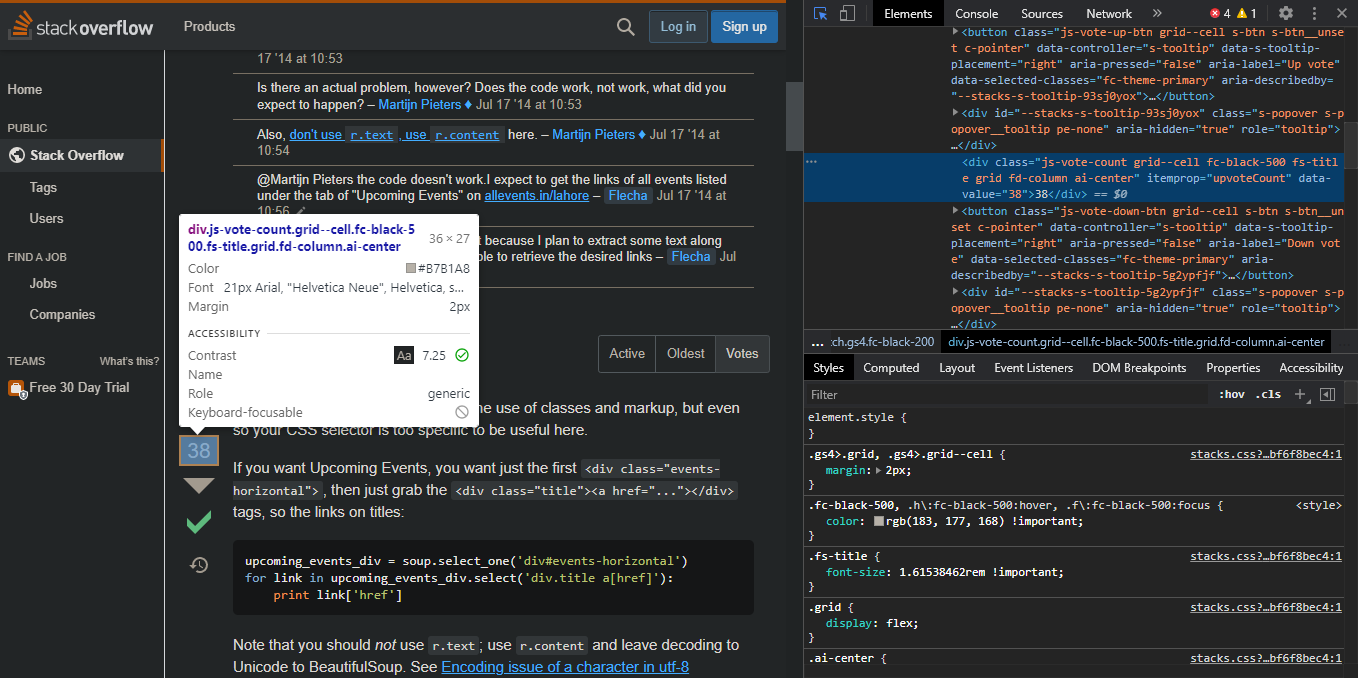 stackoverflow
Products
Log in
Sign up
Home
PUBLIC
Stack Overflow
Tags
Users
FIND A JOB
Jobs
Companies
TEAMS
What's this?
Free 30 Day Trial
17 '14 at 10:53
Is there an actual problem, however? Does the code work, not work, what did you
expect to happen? – Martijn Pieters ♦ Jul 17 '14 at 10:53
Also, don't use r.text, use r.content here. – Martijn Pieters ♦ Jul 17 '14 at
10:54
@Martijn Pieters the code doesn't work.I expect to get the links of all events listed
under the tab of "Upcoming Events" on allevents.in/lahore – Flecha Jul 17 '14 at
10:56
t because I plan to extract some text along
ble to retrieve the desired links – Flecha Jul
div.js-vote-count.grid--cell.fc-black-5
00.fs-title.grid.fd-column.ai-center
36 × 27
Color
#B7B1A8
Font 21px Arial, "Helvetica Neue", Helvetica, s...
Margin
2px
ACCESSIBILITY
Contrast
Aa 7.25
Name
Role
generic
Keyboard-focusable
Active
Oldest
Votes
he use of classes and markup, but even
so your CSS selector is too specific to be useful here.
38
If you want Upcoming Events, you want just the first <div class="events-
horizontal">, then just grab the <div class="title"><a href="..."></div>
tags, so the links on titles:
upcoming_events_div = soup.select_one('div#events-horizontal')
for link in upcoming_events_div.select('div.title a[href]'):
print link['href']
Note that you should not use r.text; use r.content and leave decoding to
Unicode to BeautifulSoup. See Encoding issue of a character in utf-8
Elements
Console
Sources
Network
»
4
1
<button class="js-vote-up-btn grid--cell s-btn s-btn__unse
t c-pointer" data-controller="s-tooltip" data-s-tooltip-
placement="right" aria-pressed="false" aria-label="Up vote"
data-selected-classes="fc-theme-primary" aria-describedby=
"--stacks-s-tooltip-93sj0yox">…</button>
<div id="--stacks-s-tooltip-93sj0yox" class="s-popover s-p
opover__tooltip pe-none" aria-hidden="true" role="tooltip">
…</div>
<div class="js-vote-count grid--cell fc-black-500 fs-titl
e grid fd-column ai-center" itemprop="upvoteCount" data-
value="38">38</div> == $0
<button class="js-vote-down-btn grid--cell s-btn s-btn__un
set c-pointer" data-controller="s-tooltip" data-s-tooltip-
placement="right" aria-pressed="false" aria-label="Down vot
e" data-selected-classes="fc-theme-primary" aria-
describedby="--stacks-s-tooltip-5g2ypfjf">…</button>
<div id="--stacks-s-tooltip-5g2ypfjf" class="s-popover s-p
opover__tooltip pe-none" aria-hidden="true" role="tooltip">
…</div>
... :ch.gs4.fc-black-200 div.js-vote-count.grid--cell.fc-black-500.fs-title.grid.fd-column.ai-center
Styles
Computed
Layout
Event Listeners
DOM Breakpoints
Properties
Accessibility
Filter
:hov .cls +
element.style {
}
.gs4>.grid, .gs4>.grid--cell {
stacks.css?…bf6f8bec4:1
margin: 2px;
}
.fc-black-500, .h\:fc-black-500:hover, .f\:fc-black-500:focus {
<style>
color: rgb(183, 177, 168) !important;
}
.fs-title {
stacks.css?…bf6f8bec4:1
font-size: 1.61538462rem !important;
}
.grid {
stacks.css?…bf6f8bec4:1
display: flex;
}
.ai-center {
stacks.css?…bf6f8bec4:1